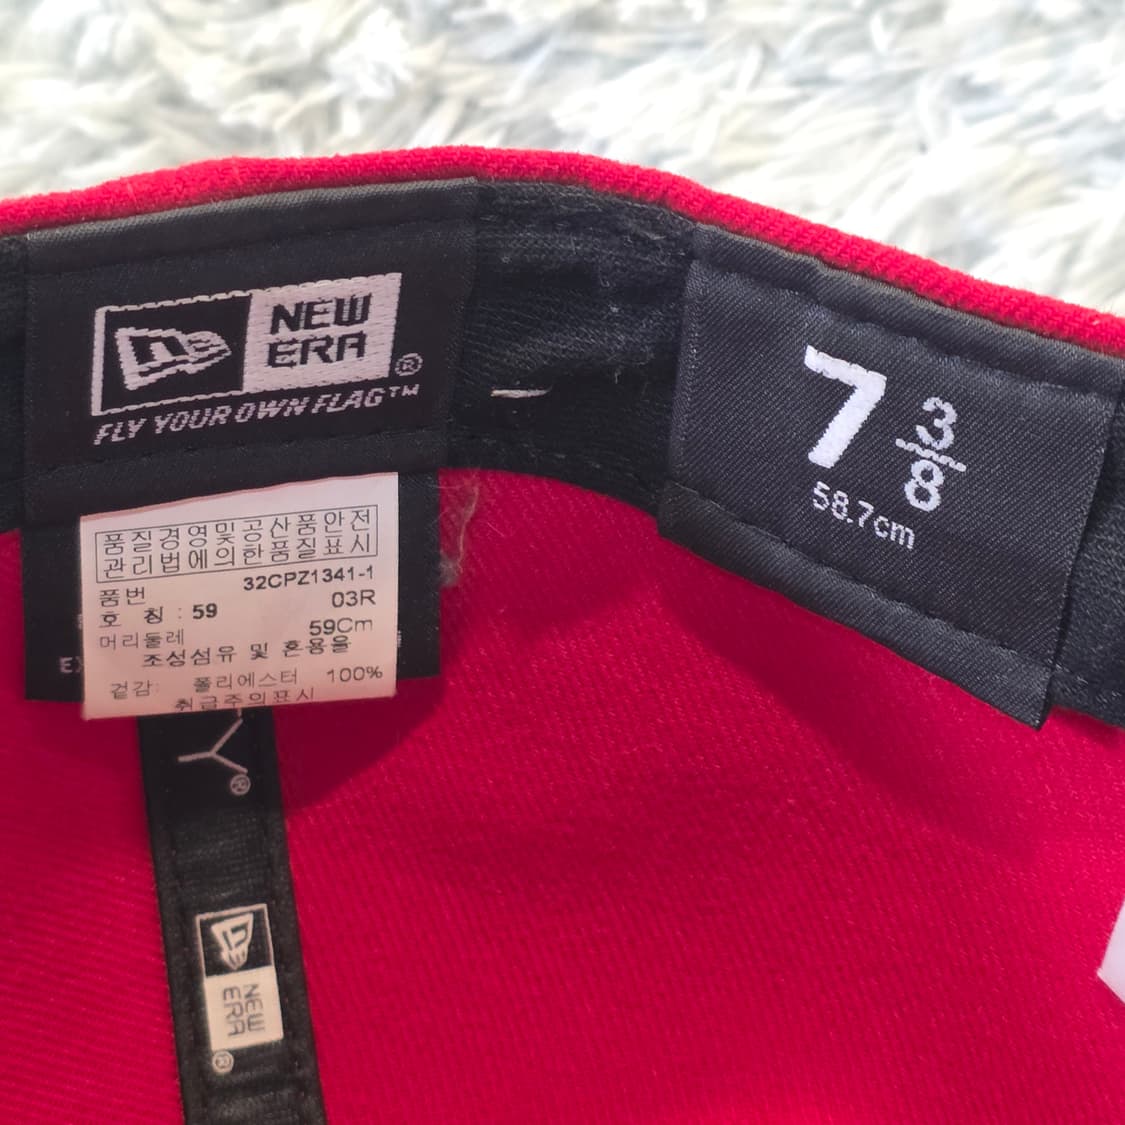 NEW
ERA
®
FLY YOUR OWN FLAG™
7 3/8
58.7cm
품질경영및공산품안전
관리법에의한품질표시
품번 32CPZ1341-1
03R
호 칭 : 59
머리둘레 59Cm
조성섬유 및 혼용율
겉감: 폴리에스터 100%
취급주의표시
Y®
NEW
ERA
®